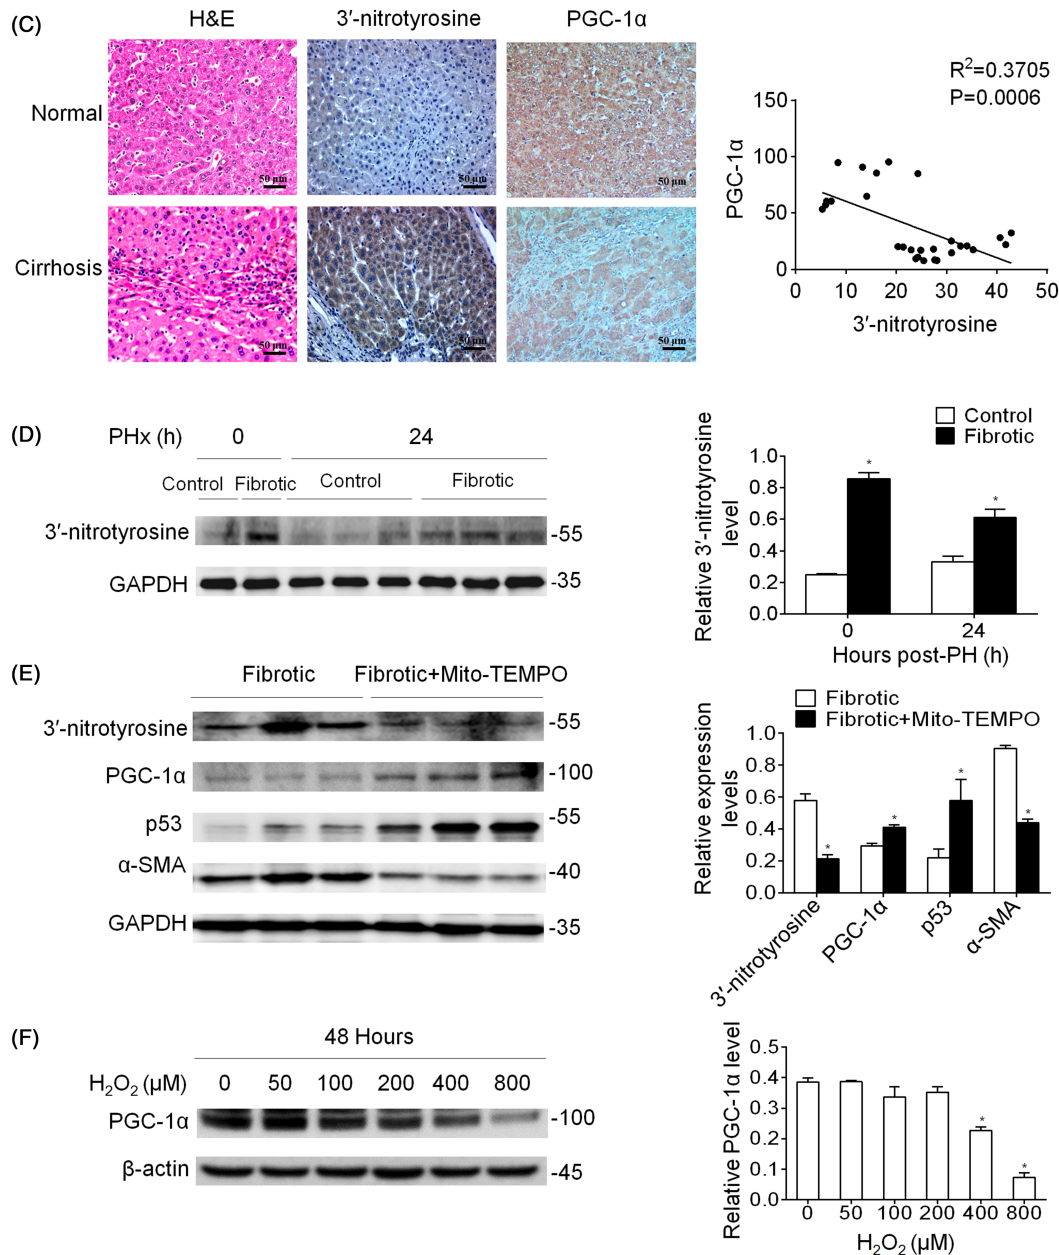 (C)
H&E
3′-nitrotyrosine
PGC-1α
Normal
50 μm
50 μm
50 μm
Cirrhosis
50 μm
50 μm
50 μm
R²=0.3705
P=0.0006
PGC-1α
150
100
50
0
0 10 20 30 40 50
3′-nitrotyrosine
(D)
PHx (h) 0 24
Control Fibrotic Control Fibrotic
3′-nitrotyrosine -55
GAPDH -35
Control
Fibrotic
Relative 3′-nitrotyrosine level
1.0
0.8
0.6
0.4
0.2
0.0
* *
0 24
Hours post-PH (h)
(E)
Fibrotic Fibrotic+Mito-TEMPO
3′-nitrotyrosine -55
PGC-1α -100
p53 -55
α-SMA -40
GAPDH -35
Fibrotic
Fibrotic+Mito-TEMPO
Relative expression levels
1.0
0.8
0.6
0.4
0.2
0.0
* * * *
3′-nitrotyrosine PGC-1α p53 α-SMA
(F)
48 Hours
H₂O₂ (μM) 0 50 100 200 400 800
PGC-1α -100
β-actin -45
Relative PGC-1α level
0.5
0.4
0.3
0.2
0.1
0.0
* *
0 50 100 200 400 800
H₂O₂ (μM)